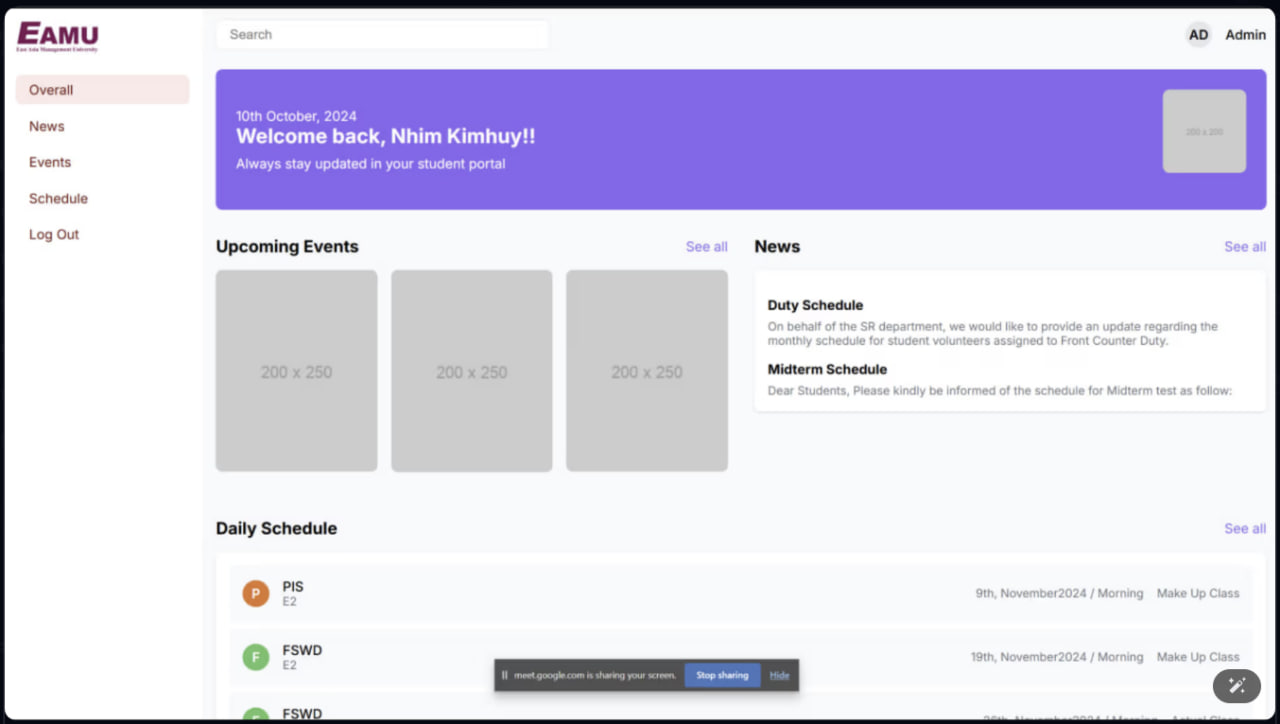 EAMU
East Asia Management University
Search
AD
Admin
Overall
News
Events
Schedule
Log Out
10th October, 2024
Welcome back, Nhim Kimhuy!!
Always stay updated in your student portal
200 x 200
Upcoming Events
See all
200 x 250
200 x 250
200 x 250
News
See all
Duty Schedule
On behalf of the SR department, we would like to provide an update regarding the
monthly schedule for student volunteers assigned to Front Counter Duty.
Midterm Schedule
Dear Students, Please kindly be informed of the schedule for Midterm test as follow:
Daily Schedule
See all
P
PIS
E2
9th, November2024 / Morning
Make Up Class
F
FSWD
E2
19th, November2024 / Morning
Make Up Class
meet.google.com is sharing your screen.
Stop sharing
Hide
F
FSWD
26th, November2024 / Morning
Actual Class